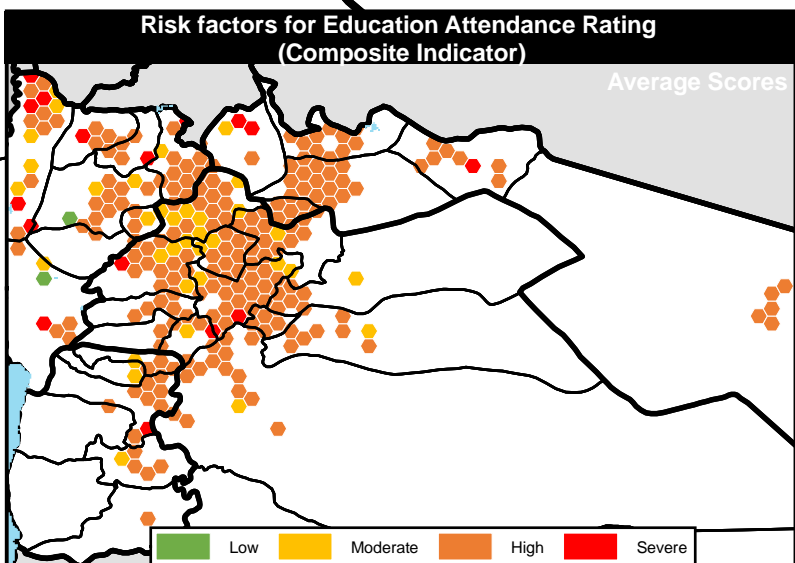 Risk factors for Education Attendance Rating
(Composite Indicator)
Average Scores
Low
Moderate
High
Severe